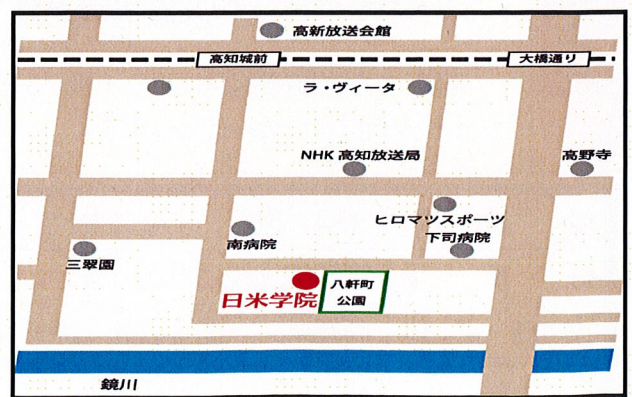 高新放送会館
高知城前
大橋通り
ラ・ヴィータ
NHK 高知放送局
高野寺
ヒロマツスポーツ
下司病院
南病院
三翠園
日米学院
八軒町
公園
鏡川